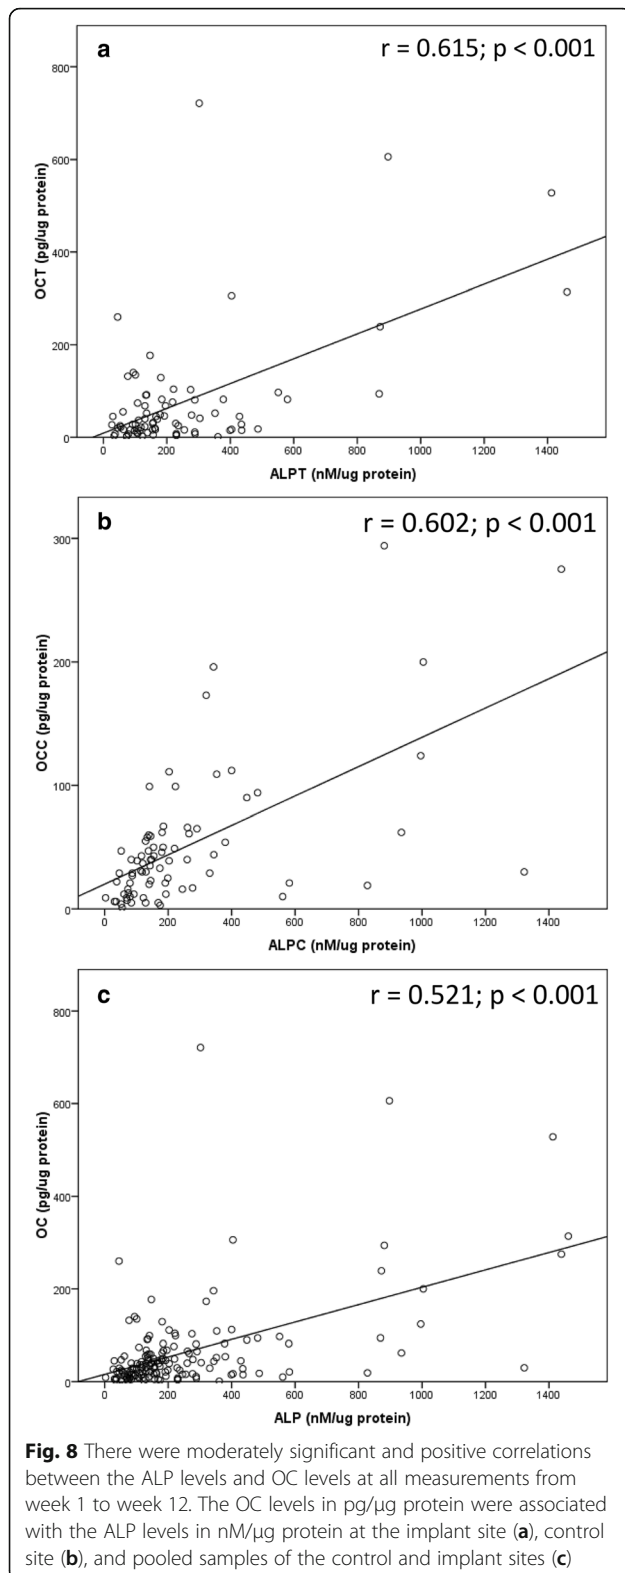 a
r = 0.615; p < 0.001
800
600
400
200
0
OCT (pg/ug protein)
0 200 400 600 800 1000 1200 1400
ALPT (nM/ug protein)
b
r = 0.602; p < 0.001
300
200
100
0
OCC (pg/ug protein)
0 200 400 600 800 1000 1200 1400
ALPC (nM/ug protein)
c
r = 0.521; p < 0.001
800
600
400
200
0
OC (pg/ug protein)
0 200 400 600 800 1000 1200 1400
ALP (nM/ug protein)
Fig. 8 There were moderately significant and positive correlations
between the ALP levels and OC levels at all measurements from
week 1 to week 12. The OC levels in pg/μg protein were associated
with the ALP levels in nM/μg protein at the implant site (a), control
site (b), and pooled samples of the control and implant sites (c)